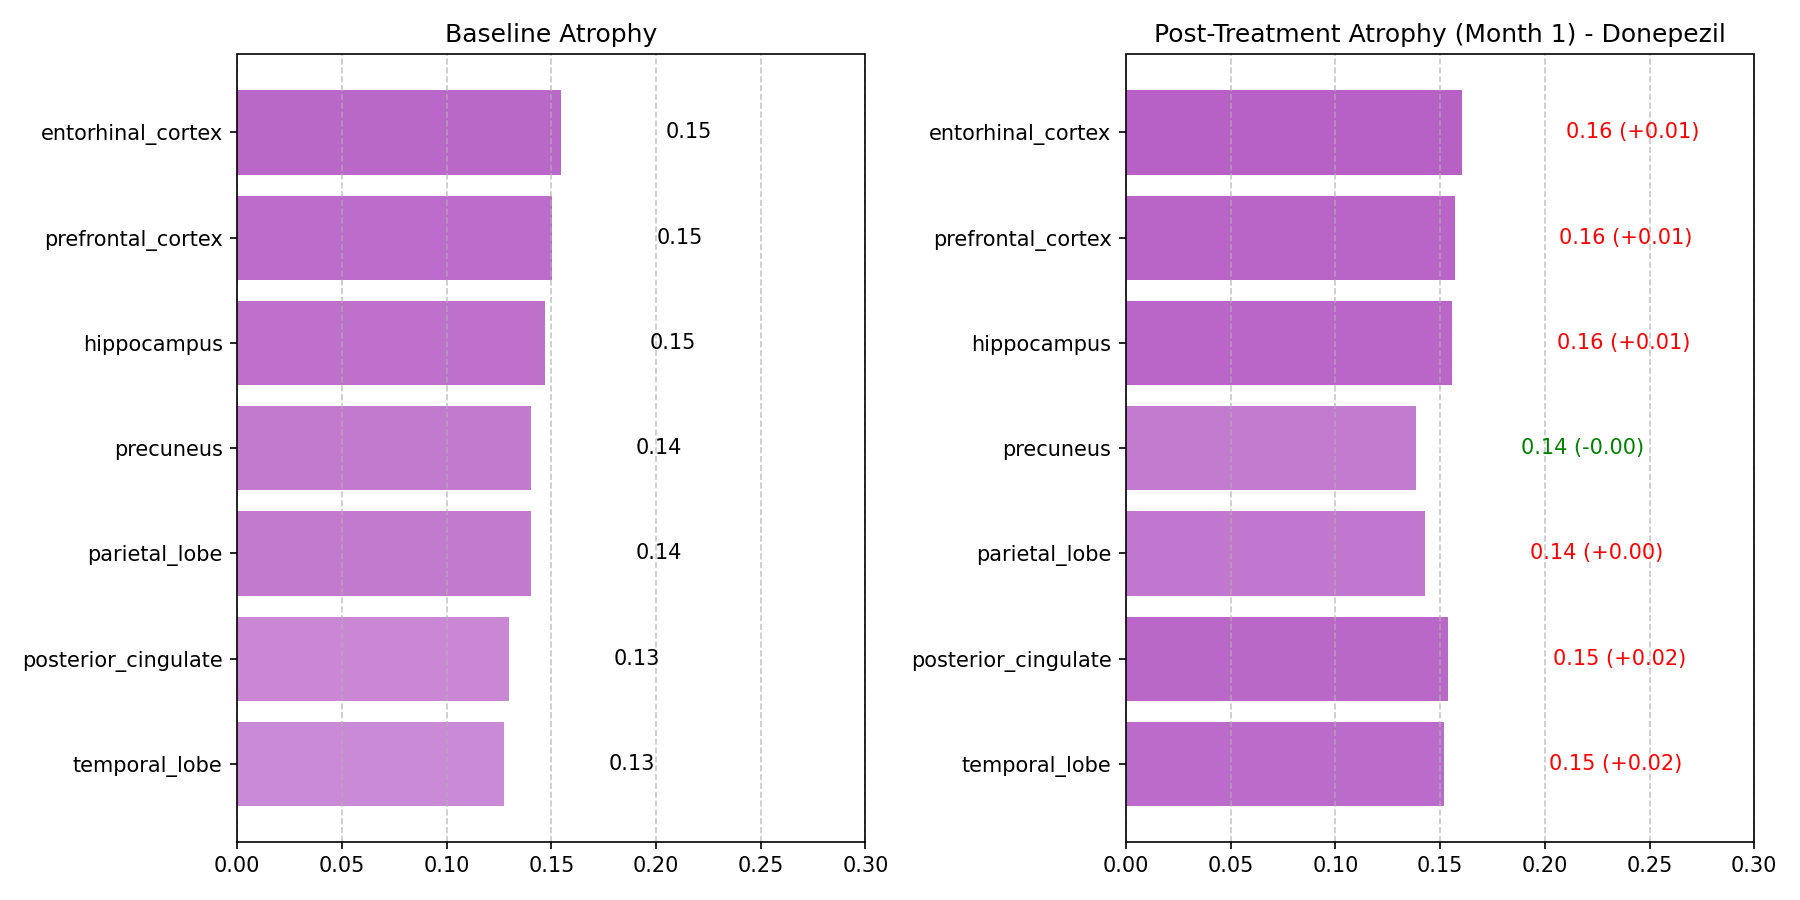 Baseline Atrophy
entorhinal_cortex 0.15
prefrontal_cortex 0.15
hippocampus 0.15
precuneus 0.14
parietal_lobe 0.14
posterior_cingulate 0.13
temporal_lobe 0.13
0.00 0.05 0.10 0.15 0.20 0.25 0.30
Post-Treatment Atrophy (Month 1) - Donepezil
entorhinal_cortex 0.16 (+0.01)
prefrontal_cortex 0.16 (+0.01)
hippocampus 0.16 (+0.01)
precuneus 0.14 (-0.00)
parietal_lobe 0.14 (+0.00)
posterior_cingulate 0.15 (+0.02)
temporal_lobe 0.15 (+0.02)
0.00 0.05 0.10 0.15 0.20 0.25 0.30